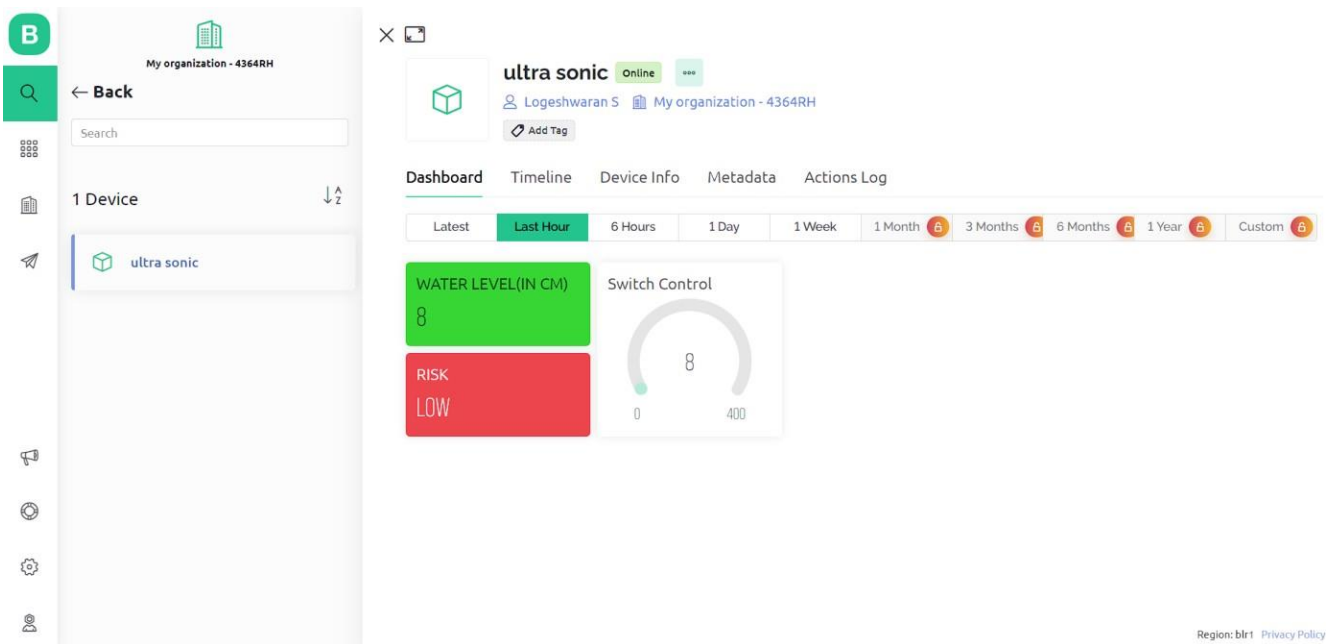 B
My organization - 4364RH
← Back
Search
1 Device
A
Z
ultra sonic
ultra sonic Online
Logeshwaran S My organization - 4364RH
Add Tag
Dashboard Timeline Device Info Metadata Actions Log
Latest Last Hour 6 Hours 1 Day 1 Week 1 Month 3 Months 6 Months 1 Year Custom
WATER LEVEL(IN CM)
8
RISK
LOW
Switch Control
8
0 400
Region: blr1 Privacy Policy